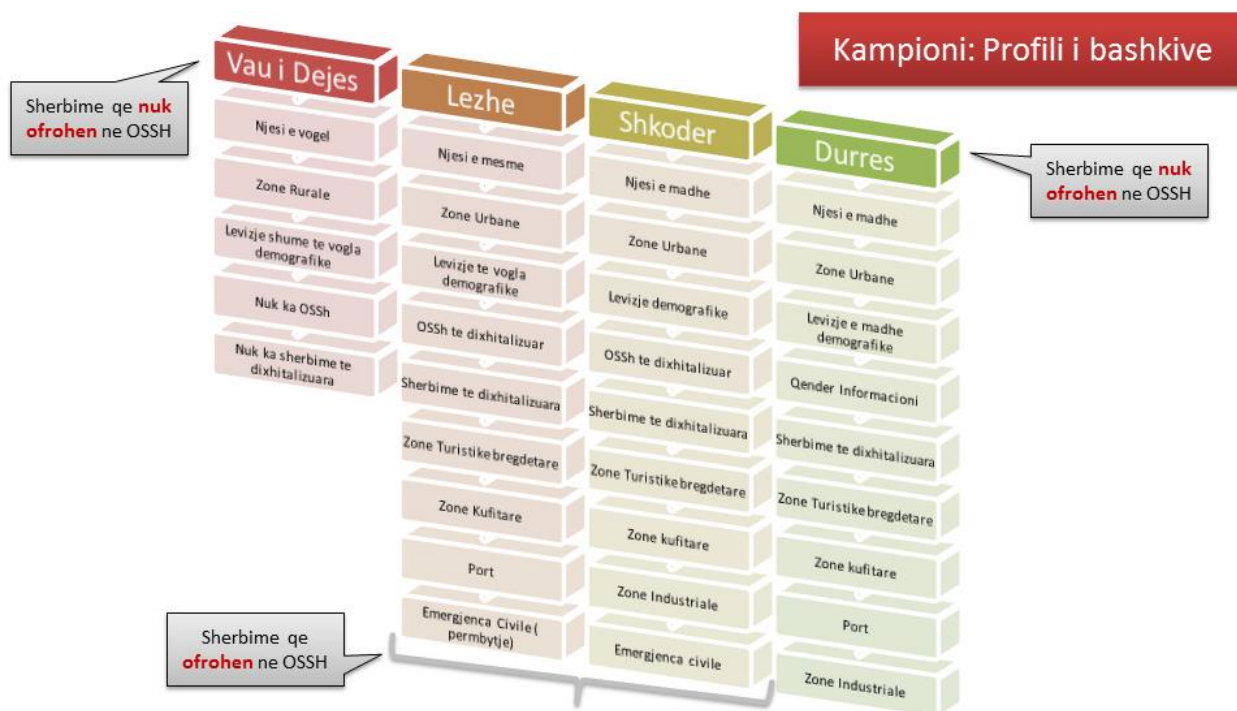 Kampioni: Profili i bashkive
Sherbime qe nuk
ofrohen ne OSSH
Vau i Dejes
Njesi e vogel
Zone Rurale
Levizje shume te vogla
demografike
Nuk ka OSSh
Nuk ka sherbime te
dixhitalizuara
Lezhe
Njesi e mesme
Zone Urbane
Levizje te vogla
demografike
OSSh te dixhitalizuar
Sherbime te dixhitalizuara
Zone Turistike bregdetare
Zone Kufitare
Port
Emergjenca Civile (
permbytje)
Shkoder
Njesi e madhe
Zone Urbane
Levizje demografike
OSSh te dixhitalizuar
Sherbime te dixhitalizuara
Zone Turistike bregdetare
Zone kufitare
Zone Industriale
Emergjenca civile
Durres
Njesi e madhe
Zone Urbane
Levizje e madhe
demografike
Qender Informacioni
Sherbime te dixhitalizuara
Zone Turistike bregdetare
Zone kufitare
Port
Zone Industriale
Sherbime qe nuk
ofrohen ne OSSH
Sherbime qe
ofrohen ne OSSH